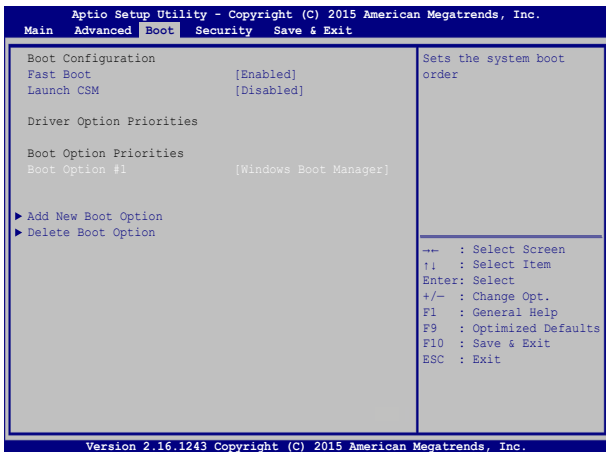 Aptio Setup Utility - Copyright (C) 2015 American Megatrends, Inc.
Main Advanced Boot Security Save & Exit
Boot Configuration
Fast Boot [Enabled]
Launch CSM [Disabled]
Driver Option Priorities
Boot Option Priorities
Boot Option #1 [Windows Boot Manager]
▶ Add New Boot Option
▶ Delete Boot Option
Sets the system boot
order
→← : Select Screen
↑↓ : Select Item
Enter: Select
+/— : Change Opt.
F1 : General Help
F9 : Optimized Defaults
F10 : Save & Exit
ESC : Exit
Version 2.16.1243 Copyright (C) 2015 American Megatrends, Inc.